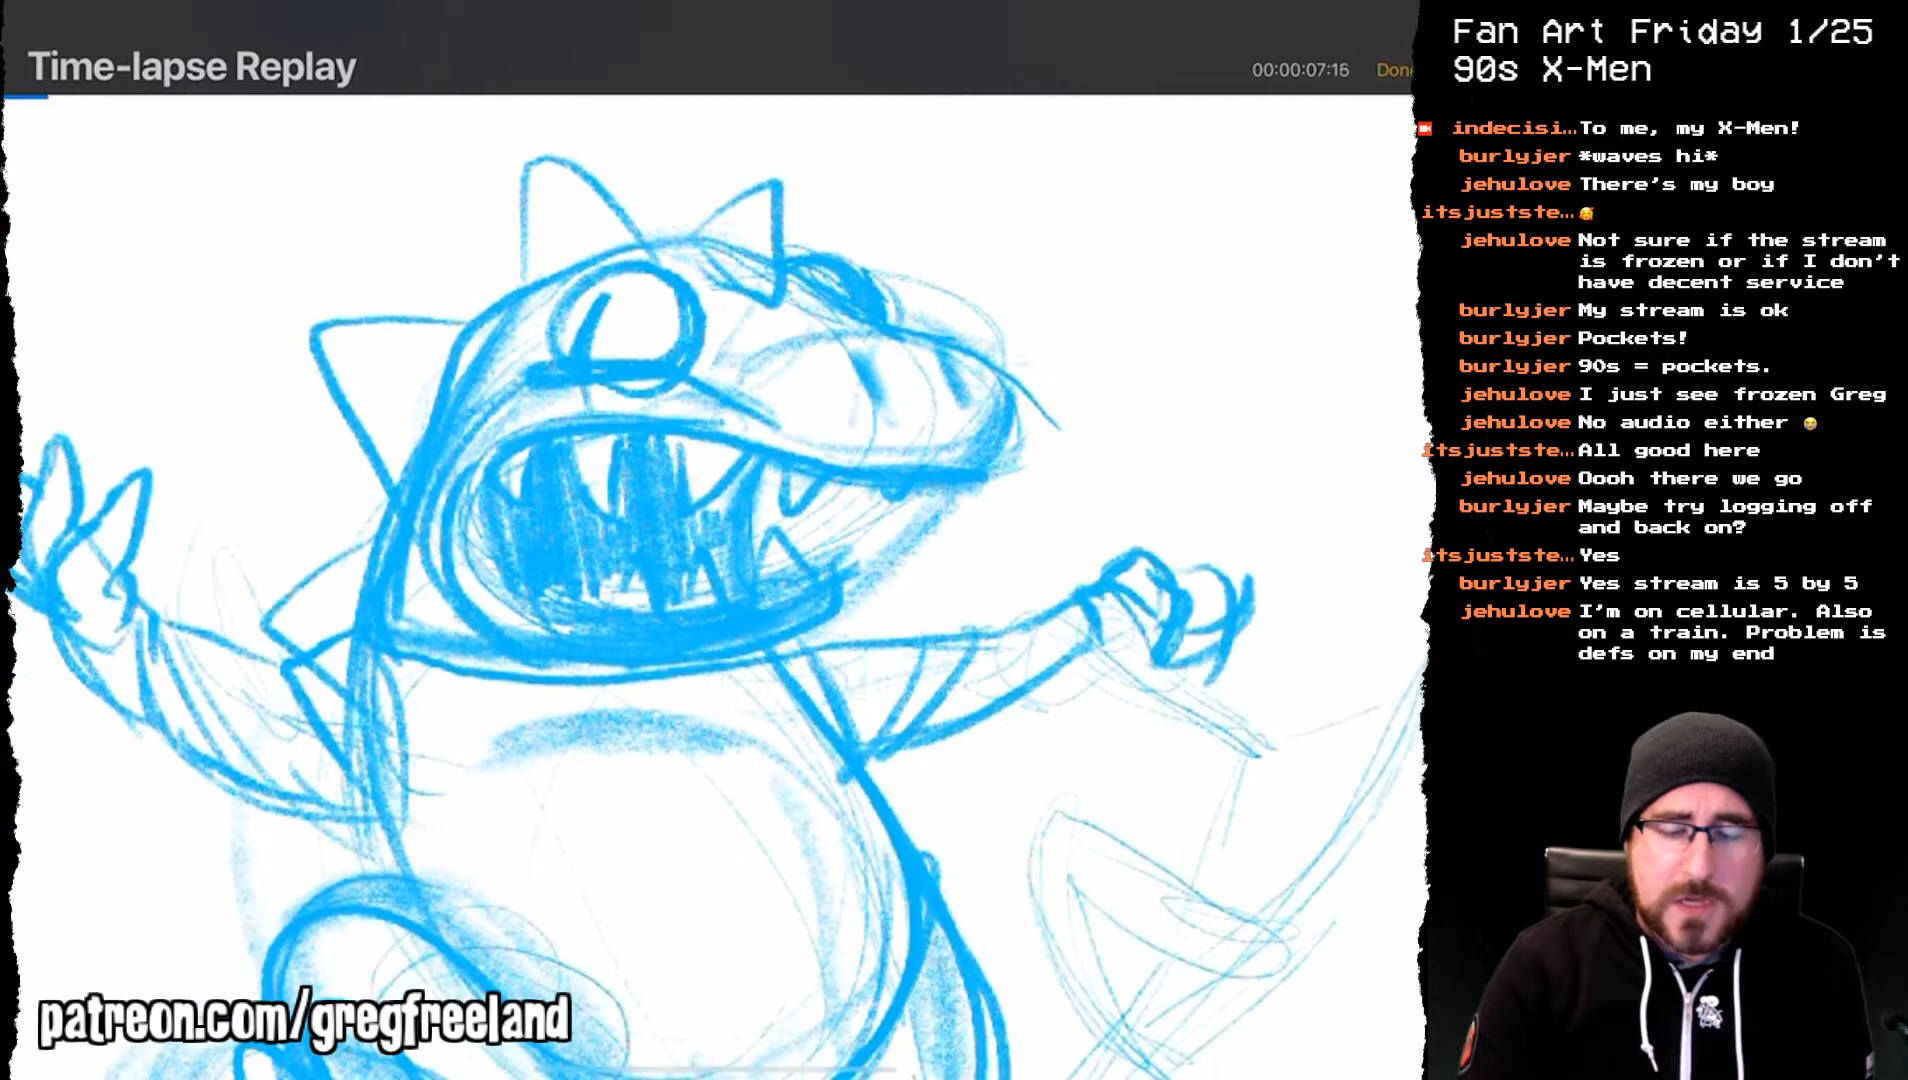 Time-lapse Replay
00:00:07:16
Done
Fan Art Friday 1/25
90s X-Men
indecisi… To me, my X-Men!
burlyjer *waves hi*
jehulove There's my boy
itsjustste… 🥳
jehulove Not sure if the stream
is frozen or if I don't
have decent service
burlyjer My stream is ok
burlyjer Pockets!
burlyjer 90s = pockets.
jehulove I just see frozen Greg
jehulove No audio either 😭
itsjustste… All good here
jehulove Oooh there we go
burlyjer Maybe try logging off
and back on?
itsjustste… Yes
burlyjer Yes stream is 5 by 5
jehulove I'm on cellular. Also
on a train. Problem is
defs on my end
patreon.com/gregfreeland